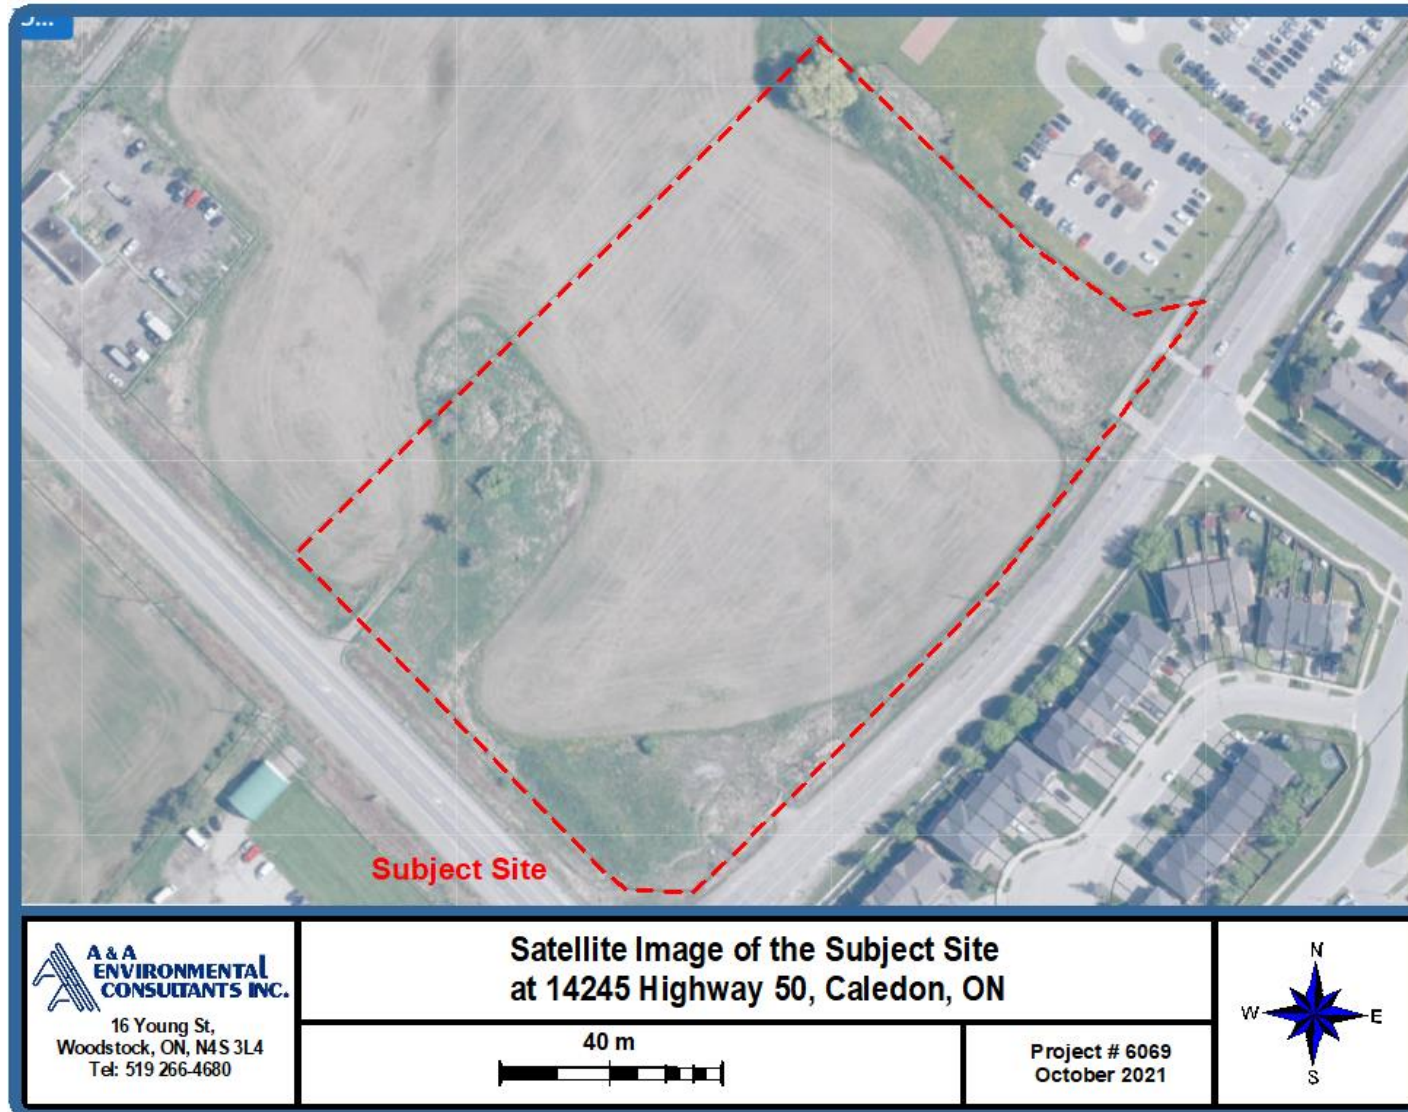 Subject Site
A & A
ENVIRONMENTAL
CONSULTANTS INC.
16 Young St,
Woodstock, ON, N4S 3L4
Tel: 519 266-4680
Satellite Image of the Subject Site
at 14245 Highway 50, Caledon, ON
40 m
Project # 6069
October 2021
N
W
E
S